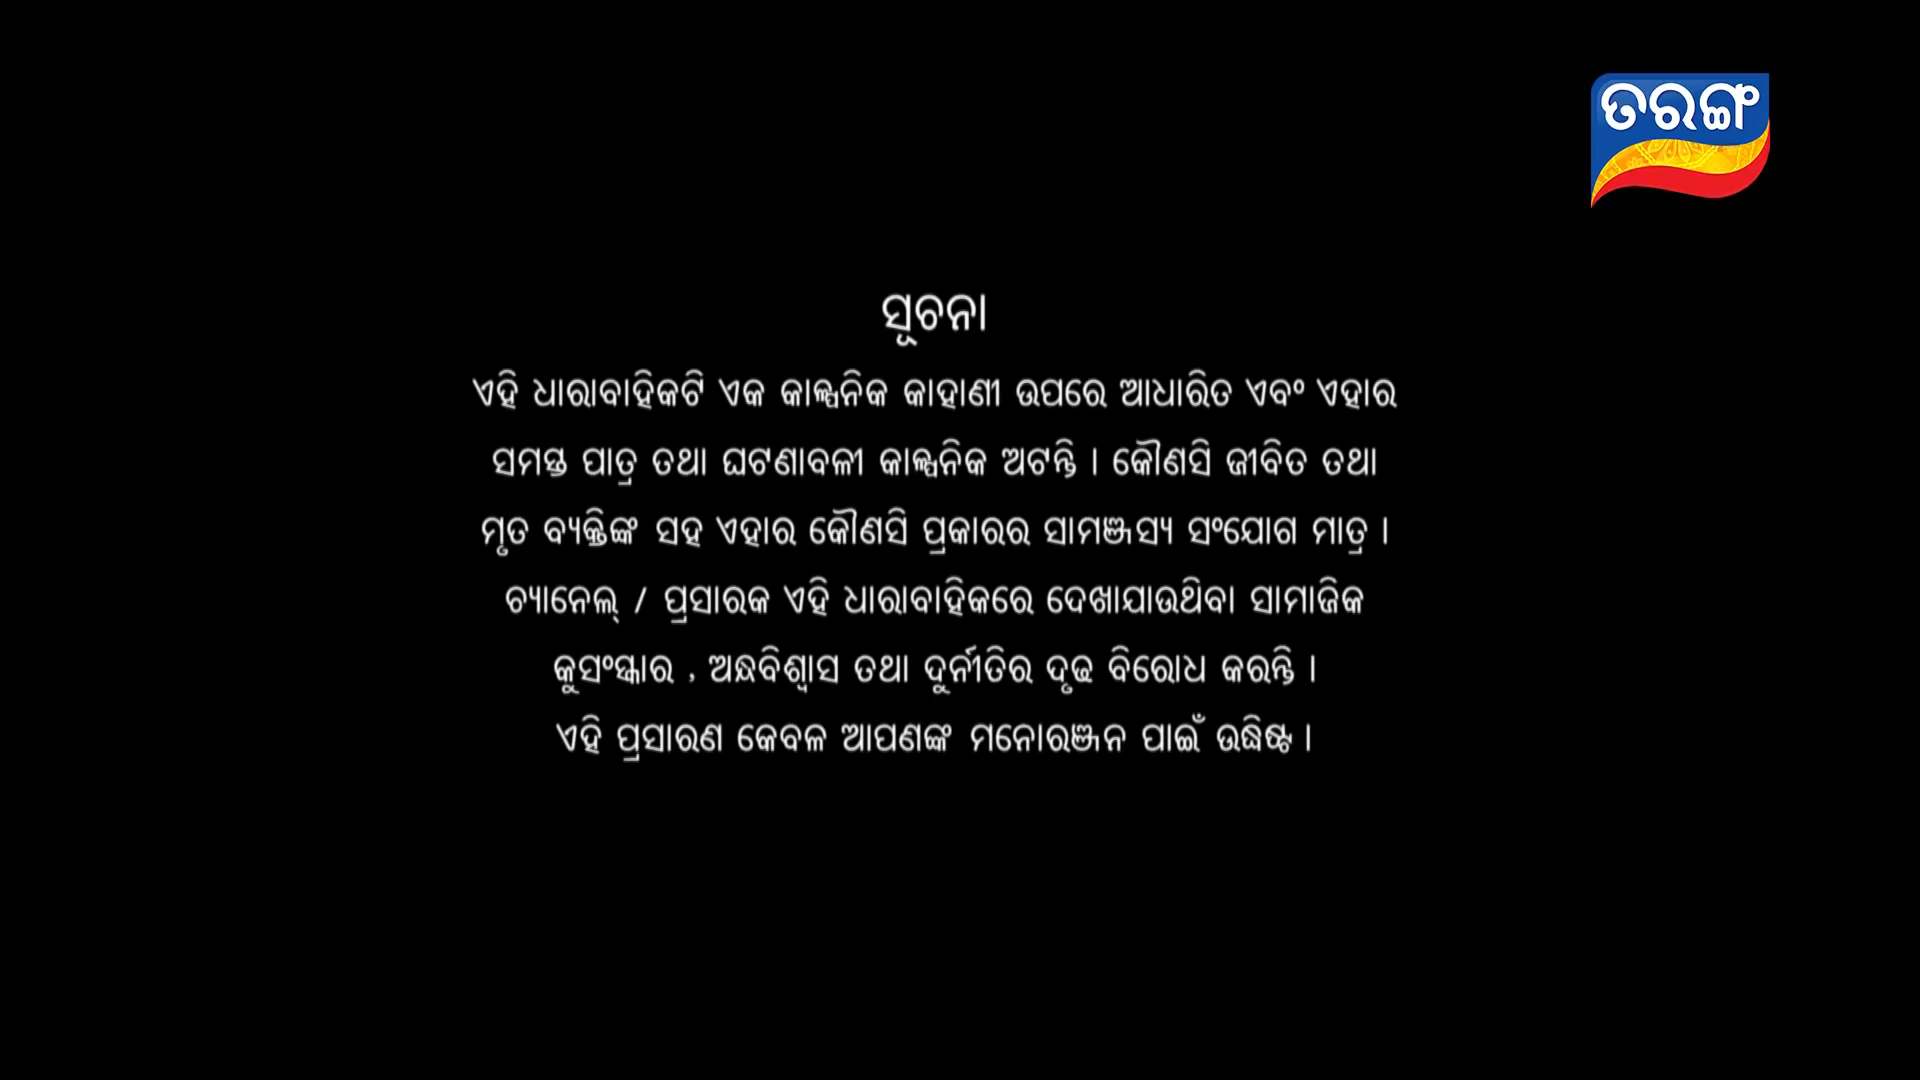 ତରଙ୍ଗ
ସୂଚନା
ଏହି ଧାରାବାହିକଟି ଏକ କାଳ୍ପନିକ କାହାଣୀ ଉପରେ ଆଧାରିତ ଏବଂ ଏହାର
ସମସ୍ତ ପାତ୍ର ତଥା ଘଟଣାବଳୀ କାଳ୍ପନିକ ଅଟନ୍ତି । କୌଣସି ଜୀବିତ ତଥା
ମୃତ ବ୍ୟକ୍ତିଙ୍କ ସହ ଏହାର କୌଣସି ପ୍ରକାରର ସାମଞ୍ଜସ୍ୟ ସଂଯୋଗ ମାତ୍ର ।
ଚ୍ୟାନେଲ୍ / ପ୍ରସାରକ ଏହି ଧାରାବାହିକରେ ଦେଖାଯାଉଥିବା ସାମାଜିକ
କୁସଂସ୍କାର , ଅନ୍ଧବିଶ୍ୱାସ ତଥା ଦୁର୍ନୀତିର ଦୃଢ ବିରୋଧ କରନ୍ତି ।
ଏହି ପ୍ରସାରଣ କେବଳ ଆପଣଙ୍କ ମନୋରଞ୍ଜନ ପାଇଁ ଉଦ୍ଧିଷ୍ଟ ।